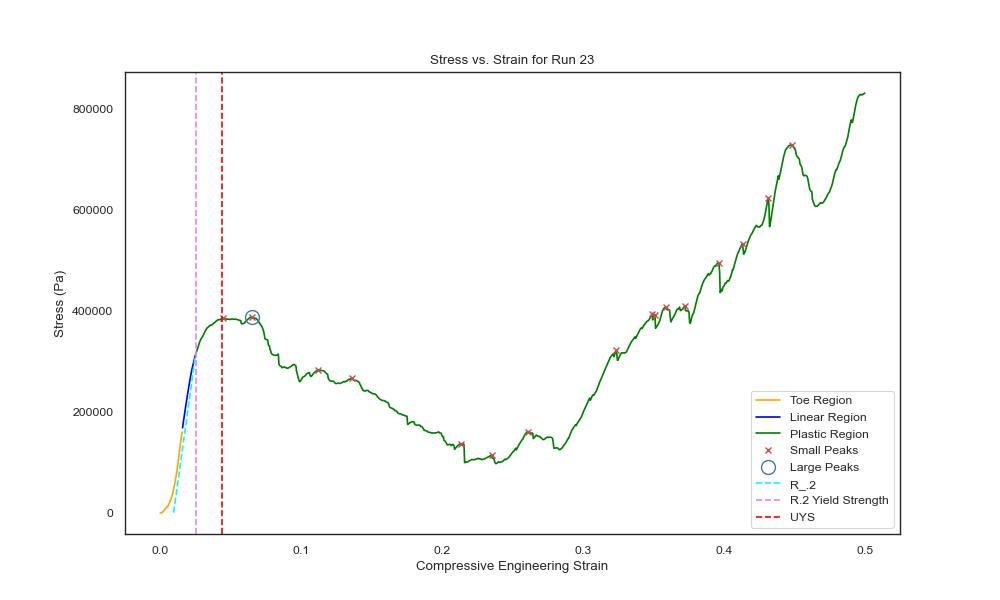 Stress vs. Strain for Run 23
800000
600000
400000
200000
0
Stress (Pa)
0.0 0.1 0.2 0.3 0.4 0.5
Compressive Engineering Strain
Toe Region
Linear Region
Plastic Region
Small Peaks
Large Peaks
R_.2
R.2 Yield Strength
UYS